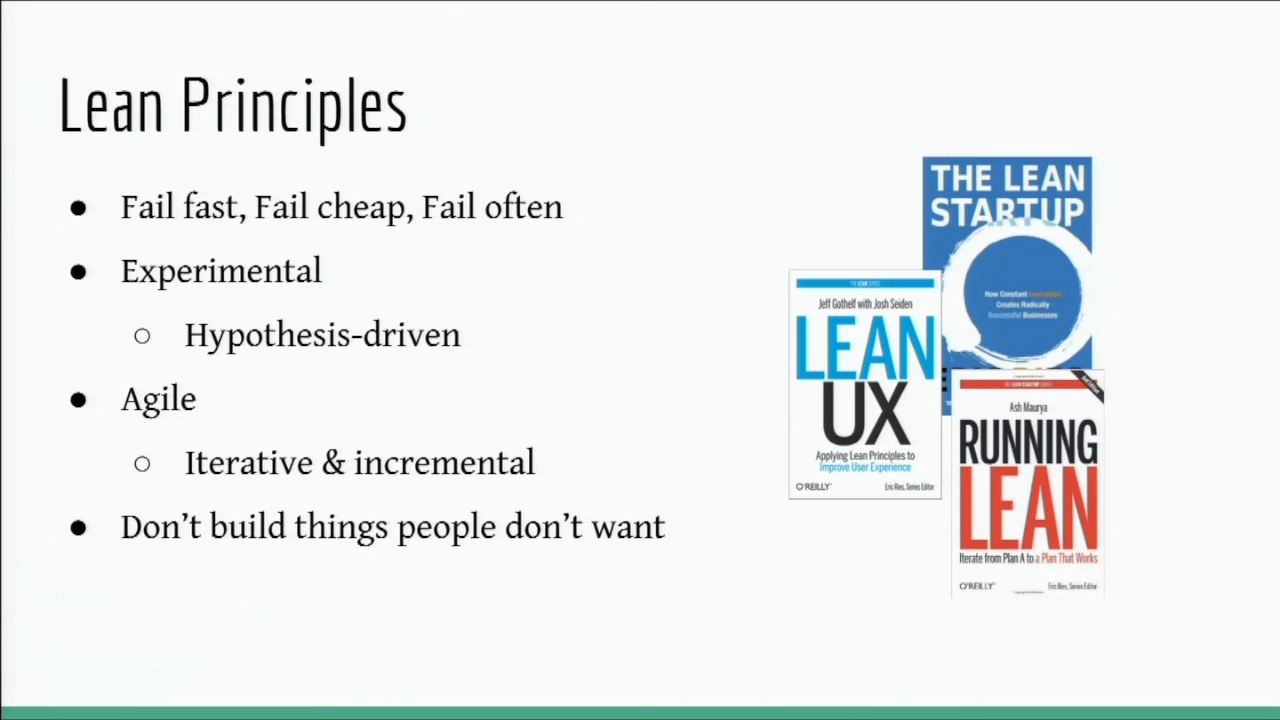 Lean Principles
● Fail fast, Fail cheap, Fail often
● Experimental
○ Hypothesis-driven
● Agile
○ Iterative & incremental
● Don’t build things people don’t want
THE LEAN
STARTUP
How Constant Innovation
Creates Radically
Successful Businesses
THE LEAN SERIES
Jeff Gothelf with Josh Seiden
LEAN
UX
Applying Lean Principles to
Improve User Experience
O'REILLY
Eric Ries, Series Editor
Ash Maurya
RUNNING
LEAN
Iterate from Plan A to a Plan That Works
O'REILLY
Eric Ries, Series Editor